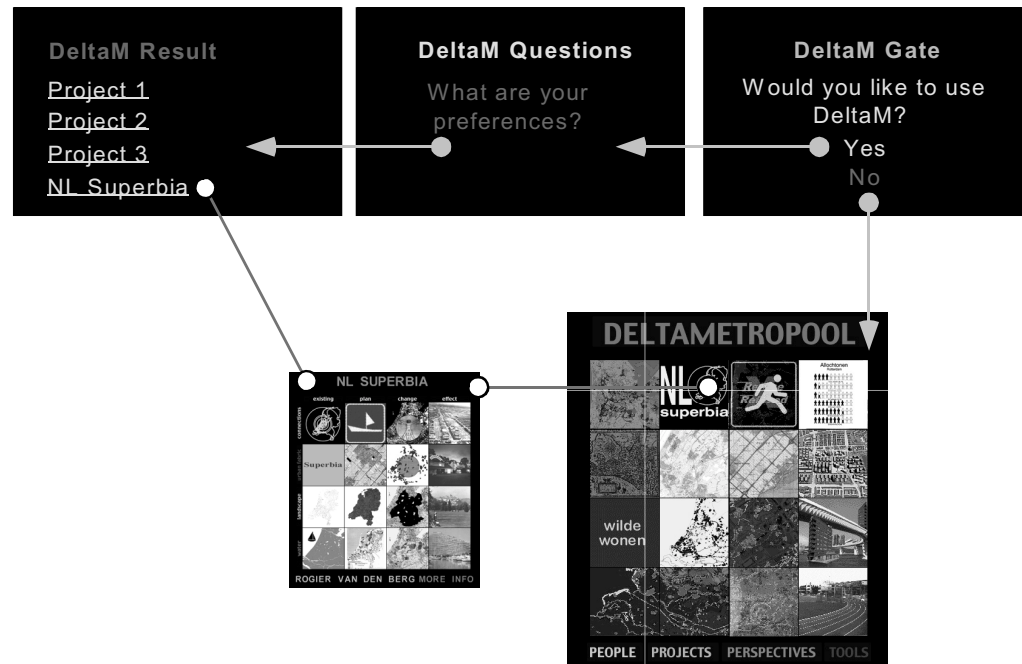 DeltaM Result
Project 1
Project 2
Project 3
NL Superbia
DeltaM Questions
What are your
preferences?
DeltaM Gate
Would you like to use
DeltaM?
Yes
No
NL SUPERBIA
existing plan change effect
connections
Superbia
landscape
water
ROGIER VAN DEN BERG MORE INFO
DELTAMETROPOOL
NL
superbia
Allochtonen
wilde
wonen
PEOPLE PROJECTS PERSPECTIVES TOOLS